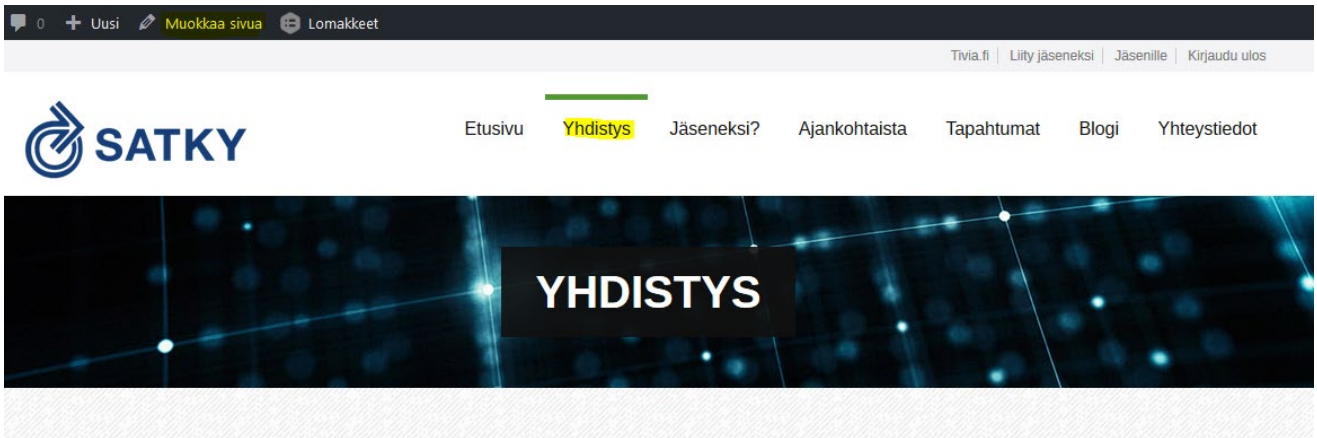 0 Uusi Muokkaa sivua Lomakkeet
Tivia.fi Liity jäseneksi Jäsenille Kirjaudu ulos
SATKY Etusivu Yhdistys Jäseneksi? Ajankohtaista Tapahtumat Blogi Yhteystiedot
YHDISTYS